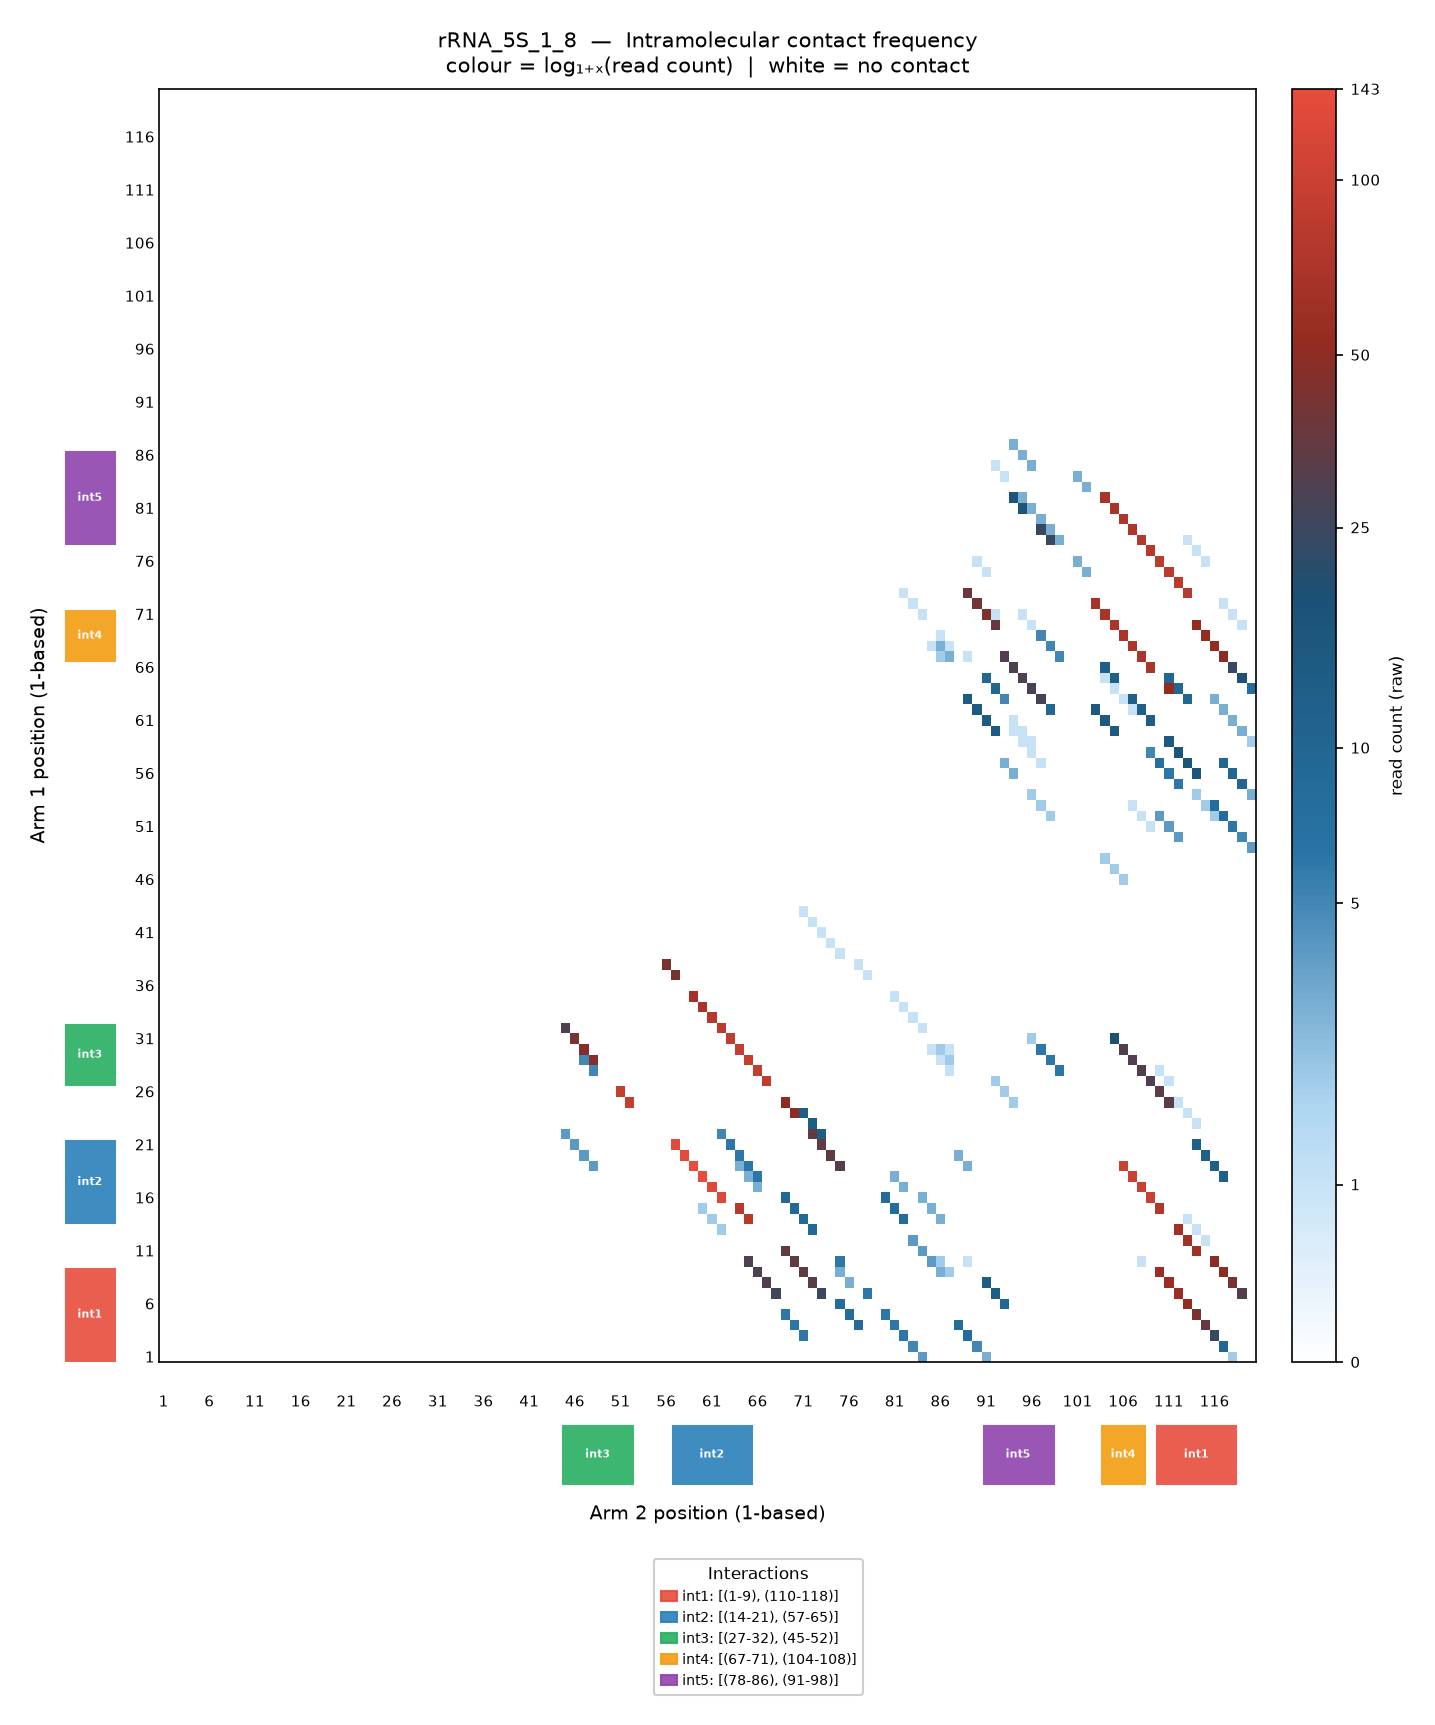 rRNA_5S_1_8 — Intramolecular contact frequency
colour = log₁₊ₓ(read count) | white = no contact
143
100
50
25
10
5
1
0
read count (raw)
116
111
106
101
96
91
86
81
76
71
66
61
56
51
46
41
36
31
26
21
16
11
6
1
Arm 1 position (1-based)
int5
int4
int3
int2
int1
1 6 11 16 21 26 31 36 41 46 51 56 61 66 71 76 81 86 91 96 101 106 111 116
int3 int2 int5 int4 int1
Arm 2 position (1-based)
Interactions
int1: [(1-9), (110-118)]
int2: [(14-21), (57-65)]
int3: [(27-32), (45-52)]
int4: [(67-71), (104-108)]
int5: [(78-86), (91-98)]